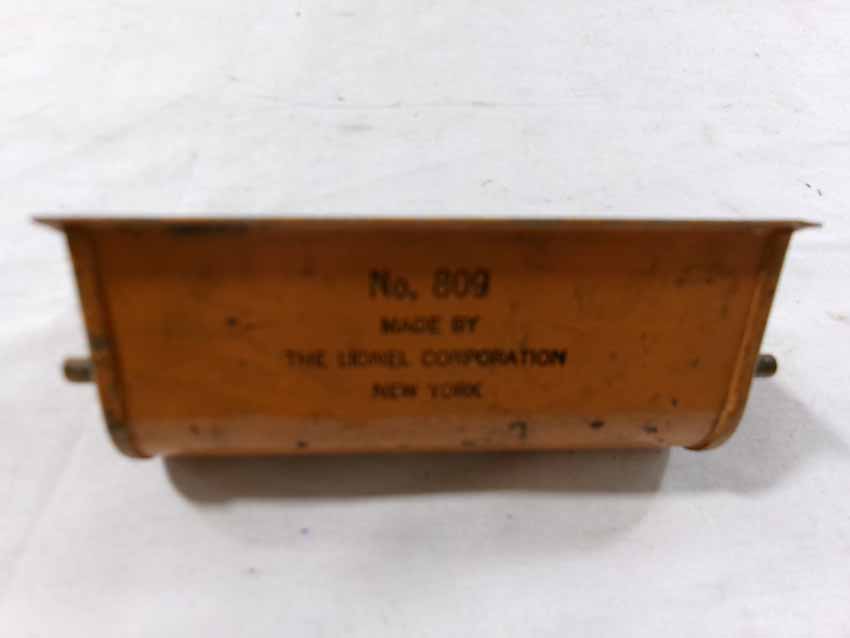 No. 809
MADE BY
THE LIONEL CORPORATION
NEW YORK